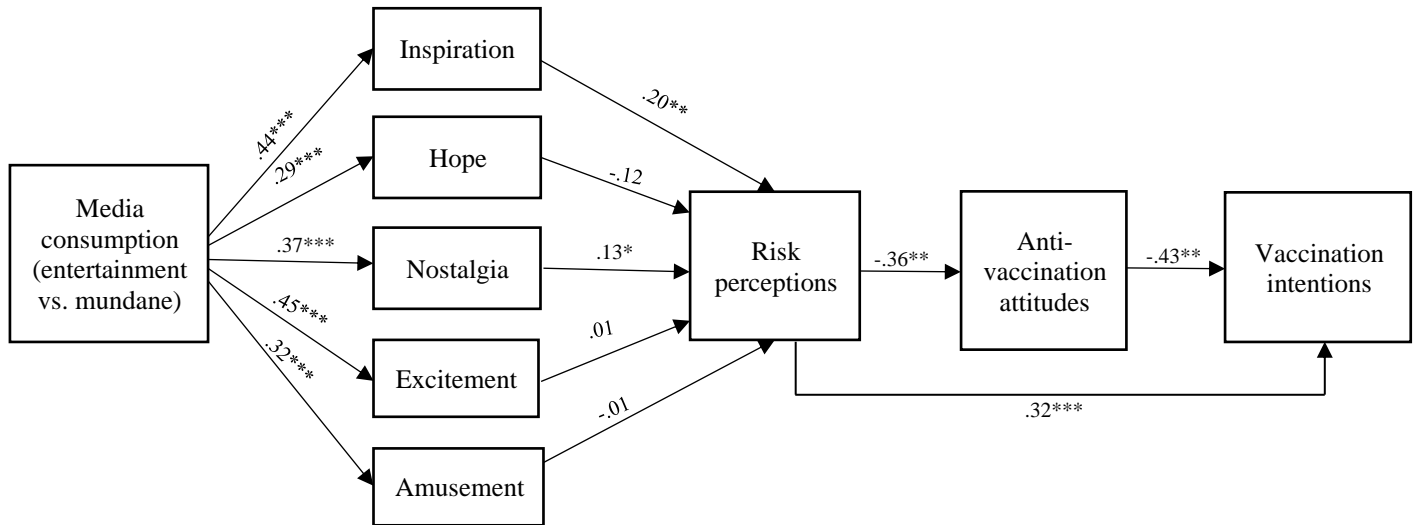 Inspiration
.20**
.44***
Hope
.29***
-.12
Media
consumption
(entertainment
vs. mundane)
.37***
Nostalgia
.13*
Risk
perceptions
-.36**
Anti-
vaccination
attitudes
-.43**
Vaccination
intentions
.45***
.01
.32***
Excitement
-.01
.32***
Amusement